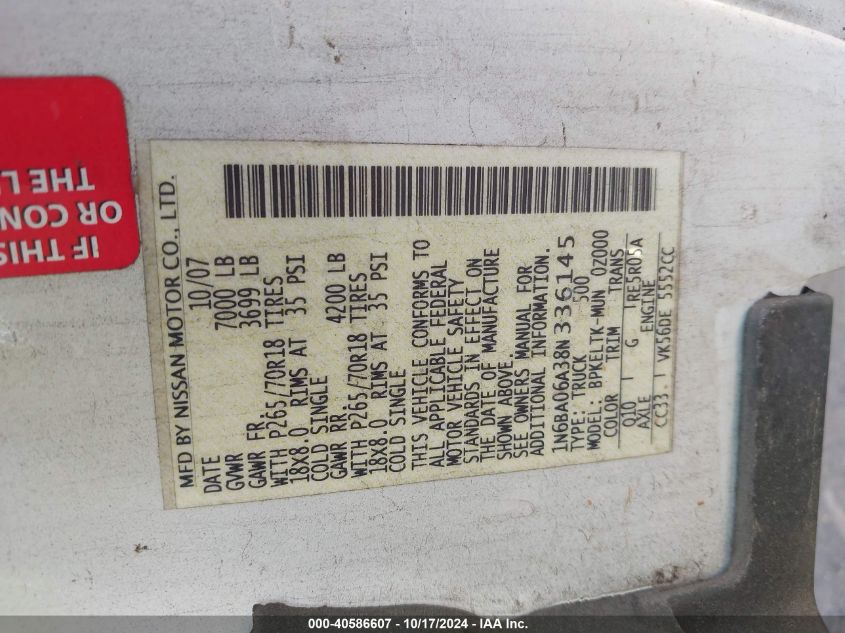 MFD BY NISSAN MOTOR CO., LTD.
DATE 10/07
GVWR 7000 LB
GAWR FR. 3699 LB
WITH P265/70R18 TIRES
18X8.0 RIMS AT 35 PSI
COLD SINGLE
GAWR RR. 4200 LB
WITH P265/70R18 TIRES
18X8.0 RIMS AT 35 PSI
COLD SINGLE
THIS VEHICLE CONFORMS TO
ALL APPLICABLE FEDERAL
MOTOR VEHICLE SAFETY
STANDARDS IN EFFECT ON
THE DATE OF MANUFACTURE
SHOWN ABOVE.
SEE OWNERS MANUAL FOR
ADDITIONAL INFORMATION.
1N6BA06A38N336145
TYPE: TRUCK 500
MODEL: BPKELTK-MUN 0Z000
COLOR TRIM TRANS
Q10 G RE5R05A
AXLE ENGINE
CC33. VK56DE 5552CC
IF THIS
OR CON
THE L
000-40586607 - 10/17/2024 - IAA Inc.